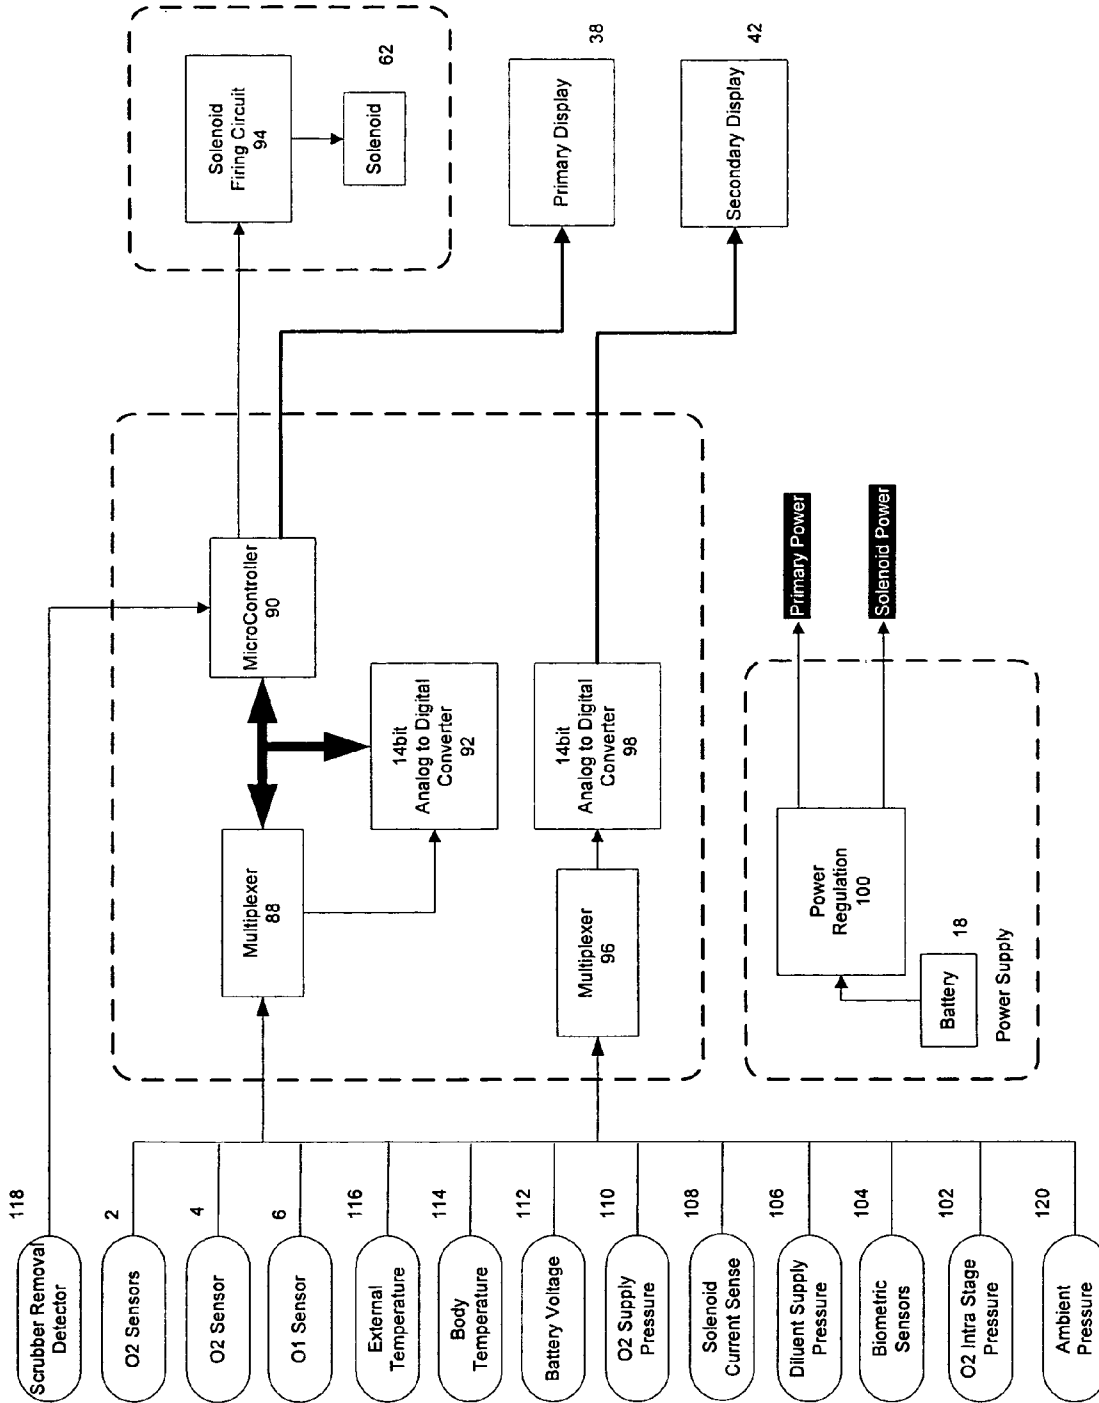 Scrubber Removal
Detector
118
O2 Sensors
2
O2 Sensor
4
O1 Sensor
6
External
Temperature
116
Body
Temperature
114
Battery Voltage
112
O2 Supply
Pressure
110
Solenoid
Current Sense
108
Diluent Supply
Pressure
106
Biometric
Sensors
104
O2 Intra Stage
Pressure
102
Ambient
Pressure
120
Multiplexer
88
MicroController
90
14bit
Analog to Digital
Converter
92
Multiplexer
96
14bit
Analog to Digital
Converter
98
Solenoid
Firing Circuit
94
Solenoid
62
Primary Display
38
Secondary Display
42
Battery
18
Power Supply
Power
Regulation
100
Primary Power
Solenoid Power